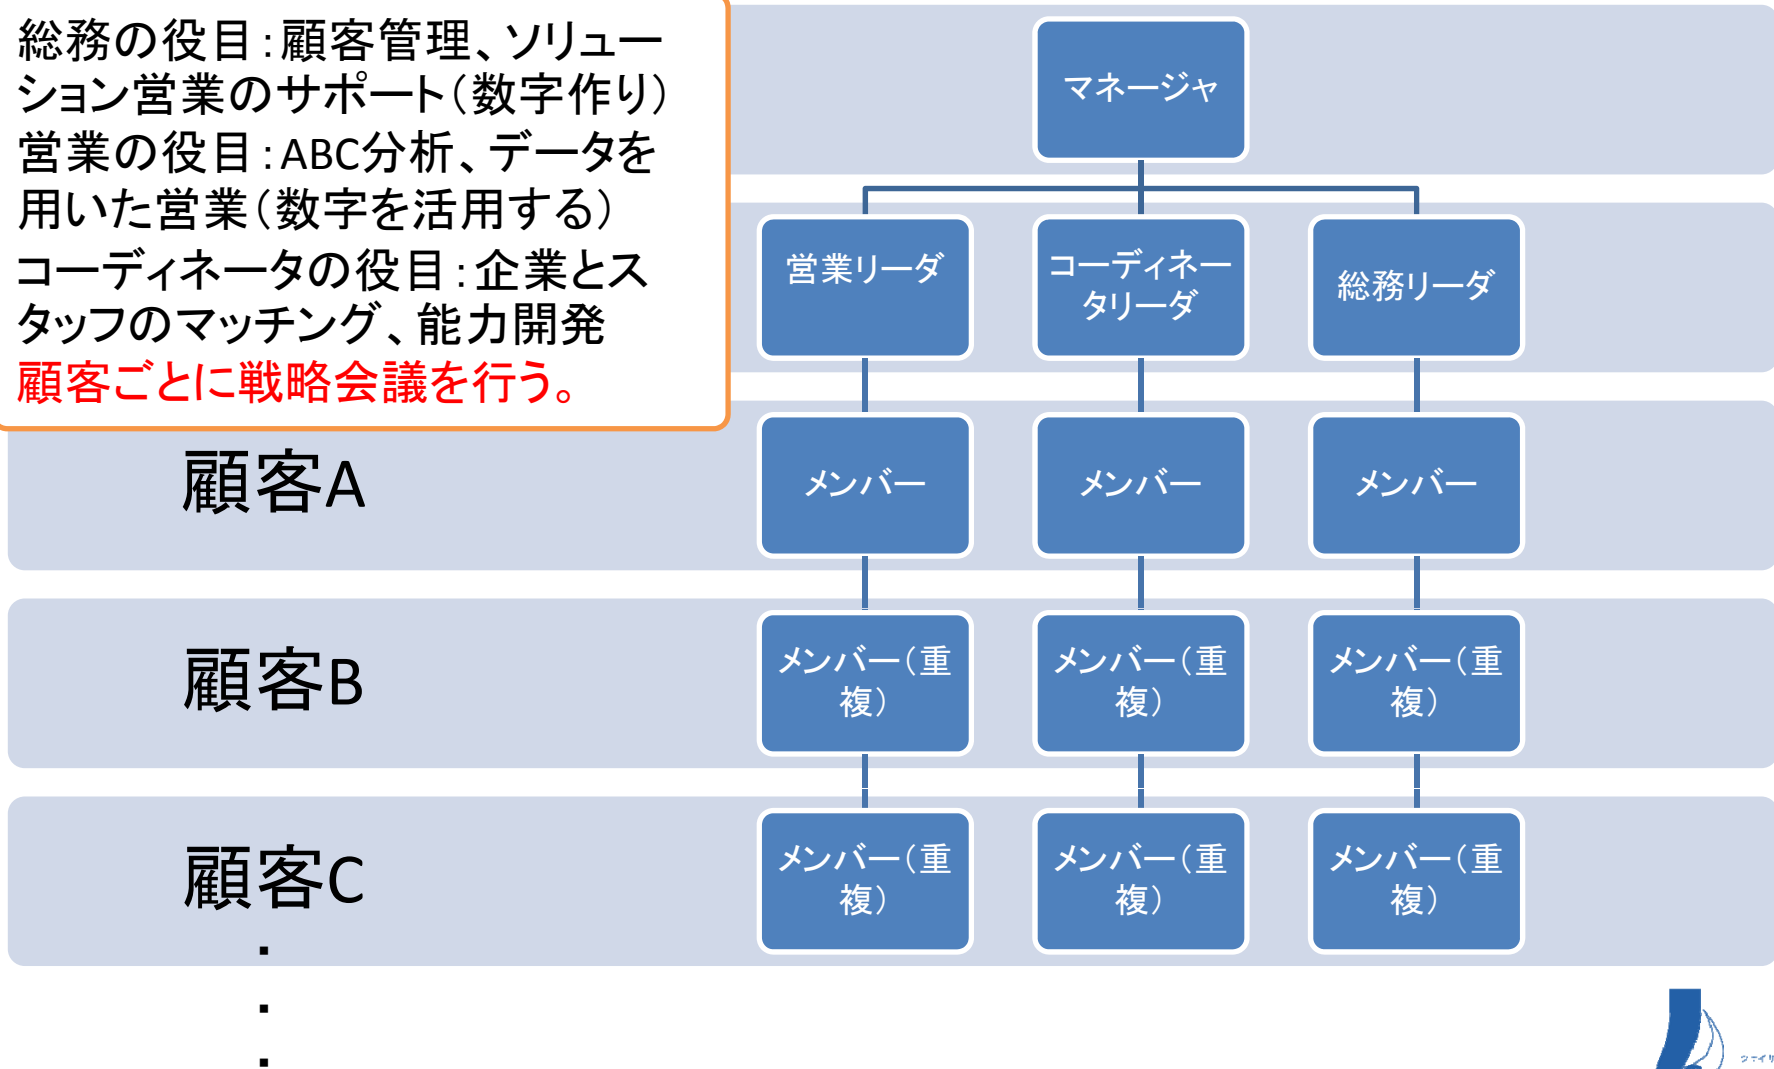 総務の役目：顧客管理、ソリュー
ション営業のサポート（数字作り）
営業の役目：ABC分析、データを
用いた営業（数字を活用する）
コーディネータの役目：企業とス
タッフのマッチング、能力開発
顧客ごとに戦略会議を行う。
マネージャ
営業リーダ
コーディネー
タリーダ
総務リーダ
顧客A
メンバー
メンバー
メンバー
顧客B
メンバー（重
複）
メンバー（重
複）
メンバー（重
複）
顧客C
メンバー（重
複）
メンバー（重
複）
メンバー（重
複）
・
・
・